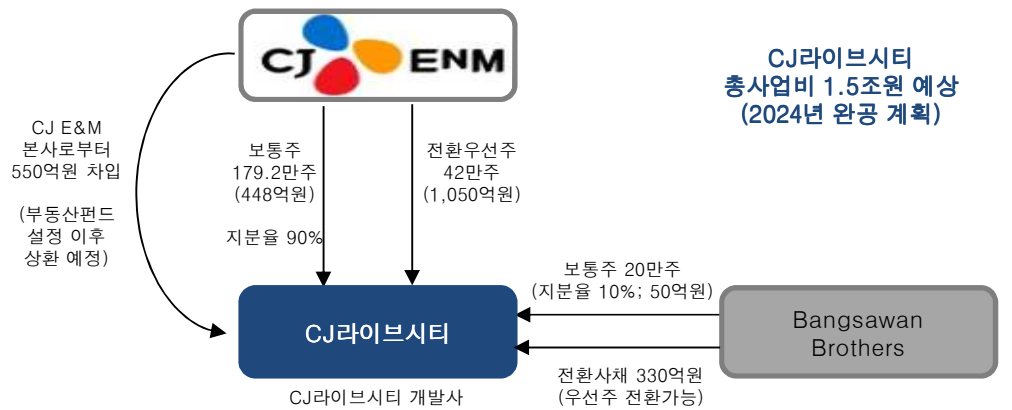 CJ ENM
CJ라이브시티
총사업비 1.5조원 예상
(2024년 완공 계획)
CJ E&M
본사로부터
550억원 차입
(부동산펀드
설정 이후
상환 예정)
보통주
179.2만주
(448억원)
지분율 90%
전환우선주
42만주
(1,050억원)
보통주 20만주
(지분율 10%; 50억원)
CJ라이브시티
Bangsawan
Brothers
전환사채 330억원
(우선주 전환가능)
CJ라이브시티 개발사